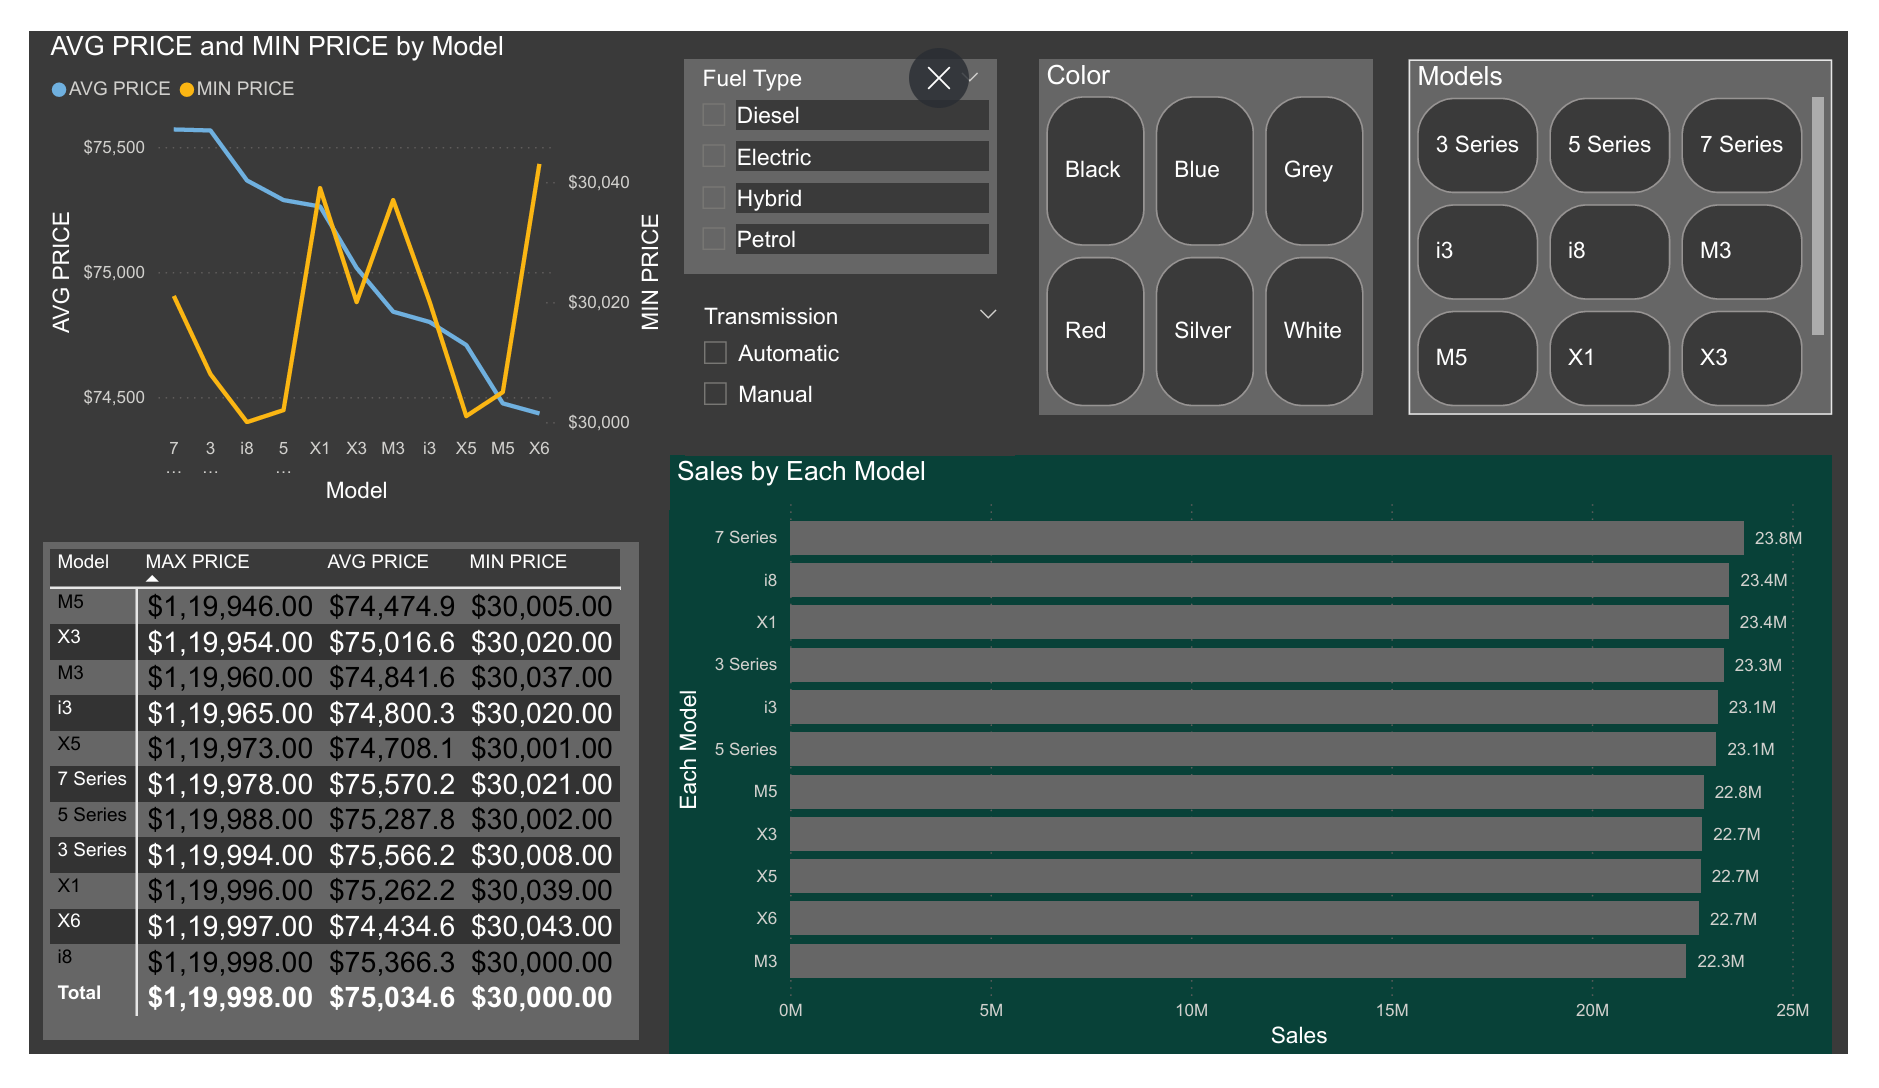 AVG PRICE and MIN PRICE by Model
AVG PRICE MIN PRICE
$75,500
$75,000
$74,500
AVG PRICE
$30,040
$30,020
$30,000
MIN PRICE
7 3 i8 5 X1 X3 M3 i3 X5 M5 X6
... ... ...
Model
Fuel Type
Diesel
Electric
Hybrid
Petrol
Transmission
Automatic
Manual
Color
Black Blue Grey
Red Silver White
Models
3 Series 5 Series 7 Series
i3 i8 M3
M5 X1 X3
Model MAX PRICE AVG PRICE MIN PRICE
M5 $1,19,946.00 $74,474.9 $30,005.00
X3 $1,19,954.00 $75,016.6 $30,020.00
M3 $1,19,960.00 $74,841.6 $30,037.00
i3 $1,19,965.00 $74,800.3 $30,020.00
X5 $1,19,973.00 $74,708.1 $30,001.00
7 Series $1,19,978.00 $75,570.2 $30,021.00
5 Series $1,19,988.00 $75,287.8 $30,002.00
3 Series $1,19,994.00 $75,566.2 $30,008.00
X1 $1,19,996.00 $75,262.2 $30,039.00
X6 $1,19,997.00 $74,434.6 $30,043.00
i8 $1,19,998.00 $75,366.3 $30,000.00
Total $1,19,998.00 $75,034.6 $30,000.00
Sales by Each Model
Each Model
7 Series 23.8M
i8 23.4M
X1 23.4M
3 Series 23.3M
i3 23.1M
5 Series 23.1M
M5 22.8M
X3 22.7M
X5 22.7M
X6 22.7M
M3 22.3M
0M 5M 10M 15M 20M 25M
Sales